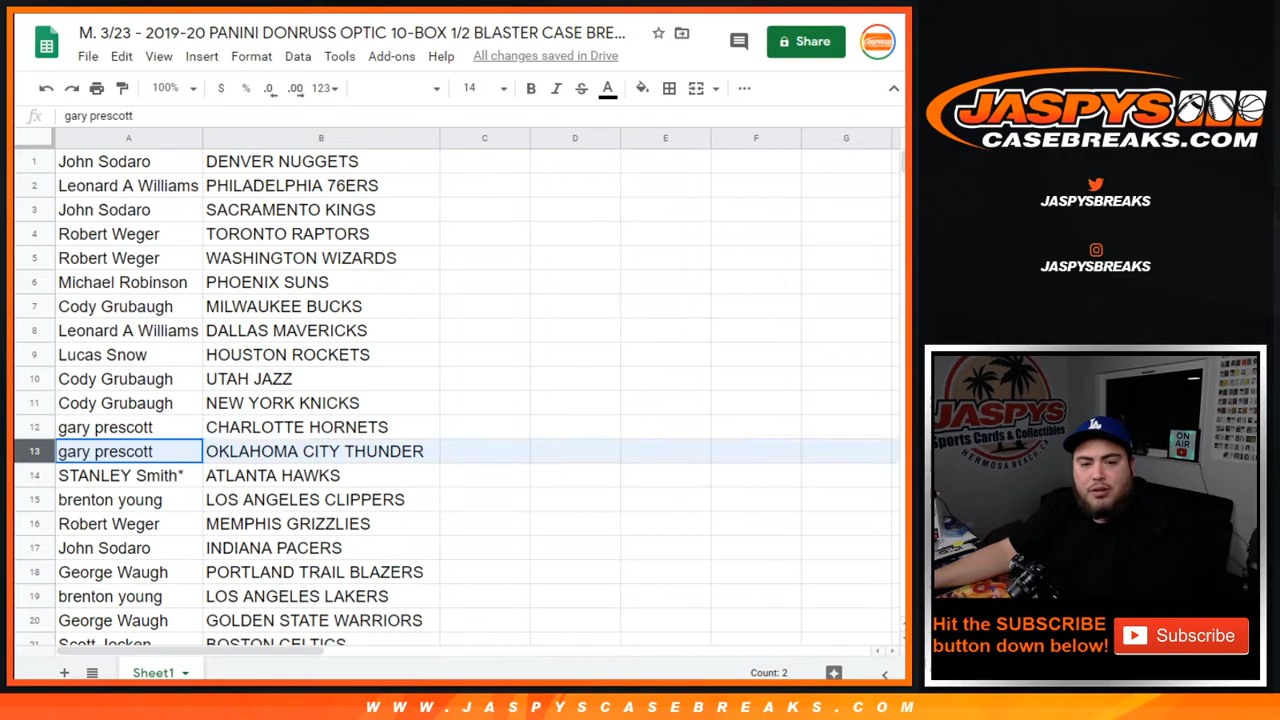 M. 3/23 - 2019-20 PANINI DONRUSS OPTIC 10-BOX 1/2 BLASTER CASE BRE...
Share
File Edit View Insert Format Data Tools Add-ons Help All changes saved in Drive
100% $ % .0 .00 123 14 B I S A
fx gary prescott
A B C D E F G
1 John Sodaro DENVER NUGGETS
2 Leonard A Williams PHILADELPHIA 76ERS
3 John Sodaro SACRAMENTO KINGS
4 Robert Weger TORONTO RAPTORS
5 Robert Weger WASHINGTON WIZARDS
6 Michael Robinson PHOENIX SUNS
7 Cody Grubaugh MILWAUKEE BUCKS
8 Leonard A Williams DALLAS MAVERICKS
9 Lucas Snow HOUSTON ROCKETS
10 Cody Grubaugh UTAH JAZZ
11 Cody Grubaugh NEW YORK KNICKS
12 gary prescott CHARLOTTE HORNETS
13 gary prescott OKLAHOMA CITY THUNDER
14 STANLEY Smith* ATLANTA HAWKS
15 brenton young LOS ANGELES CLIPPERS
16 Robert Weger MEMPHIS GRIZZLIES
17 John Sodaro INDIANA PACERS
18 George Waugh PORTLAND TRAIL BLAZERS
19 brenton young LOS ANGELES LAKERS
20 George Waugh GOLDEN STATE WARRIORS
21 Scott Jocken BOSTON CELTICS
Sheet1
Count: 2
JASPYS
CASEBREAKS.COM
JASPYSBREAKS
JASPYSBREAKS
JASPYS
Sports Cards & Collectibles
HERMOSA BEACH, CA
ON AIR
Hit the SUBSCRIBE
button down below!
Subscribe
WWW.JASPYSCASEBREAKS.COM